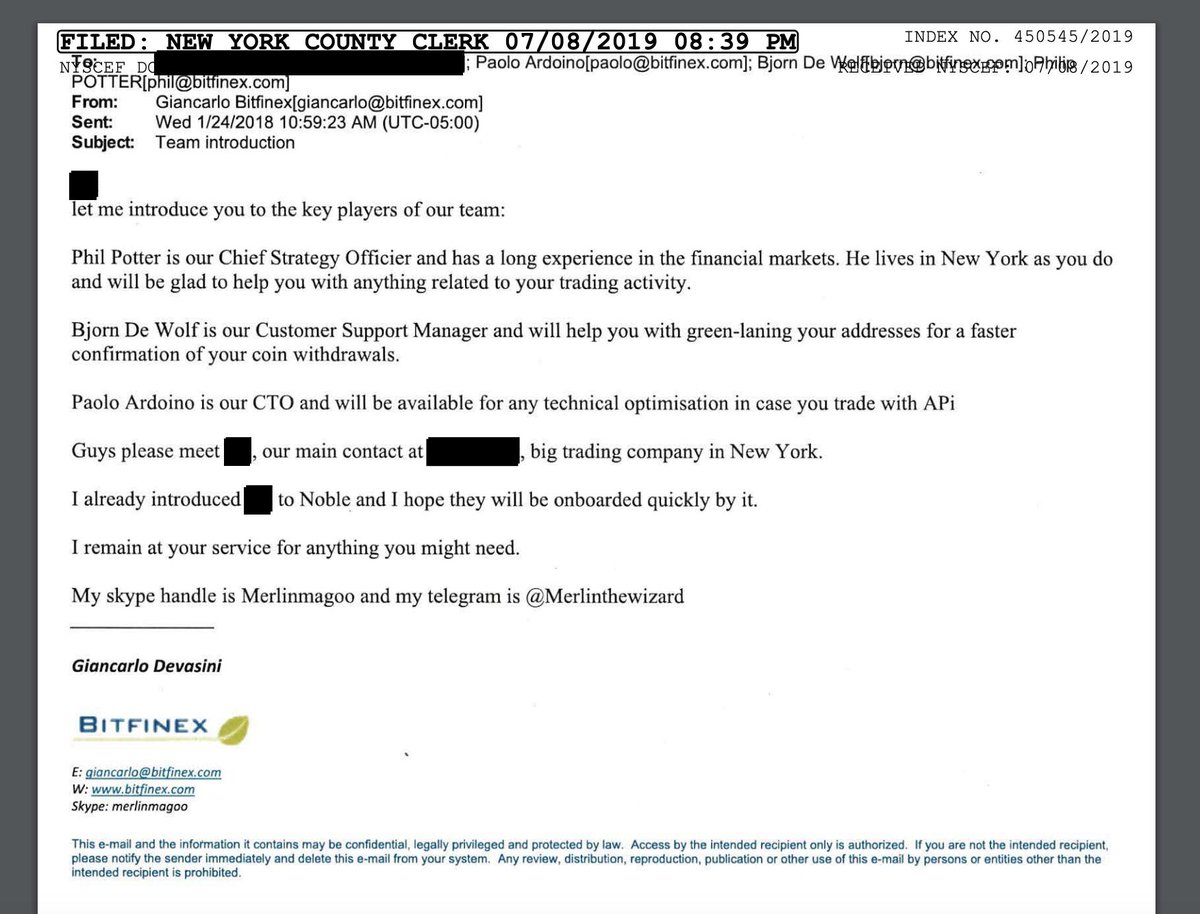 FILED: NEW YORK COUNTY CLERK 07/08/2019 08:39 PM
INDEX NO. 450545/2019
NYSCEF DO
RECEIVED NYSCEF: 07/08/2019
To: ; Paolo Ardoino[paolo@bitfinex.com]; Bjorn De Wolf[bjorn@bitfinex.com]; Philip
POTTER[phil@bitfinex.com]
From: Giancarlo Bitfinex[giancarlo@bitfinex.com]
Sent: Wed 1/24/2018 10:59:23 AM (UTC-05:00)
Subject: Team introduction
let me introduce you to the key players of our team:
Phil Potter is our Chief Strategy Officier and has a long experience in the financial markets. He lives in New York as you do
and will be glad to help you with anything related to your trading activity.
Bjorn De Wolf is our Customer Support Manager and will help you with green-laning your addresses for a faster
confirmation of your coin withdrawals.
Paolo Ardoino is our CTO and will be available for any technical optimisation in case you trade with APi
Guys please meet , our main contact at , big trading company in New York.
I already introduced to Noble and I hope they will be onboarded quickly by it.
I remain at your service for anything you might need.
My skype handle is Merlinmagoo and my telegram is @Merlinthewizard
Giancarlo Devasini
BITFINEX
E: giancarlo@bitfinex.com
W: www.bitfinex.com
Skype: merlinmagoo
This e-mail and the information it contains may be confidential, legally privileged and protected by law. Access by the intended recipient only is authorized. If you are not the intended recipient,
please notify the sender immediately and delete this e-mail from your system. Any review, distribution, reproduction, publication or other use of this e-mail by persons or entities other than the
intended recipient is prohibited.